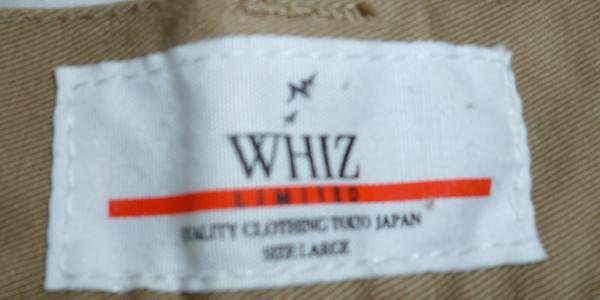 WHIZ
LIMITED
QUALITY CLOTHING TOKYO JAPAN
SIZE LARGE